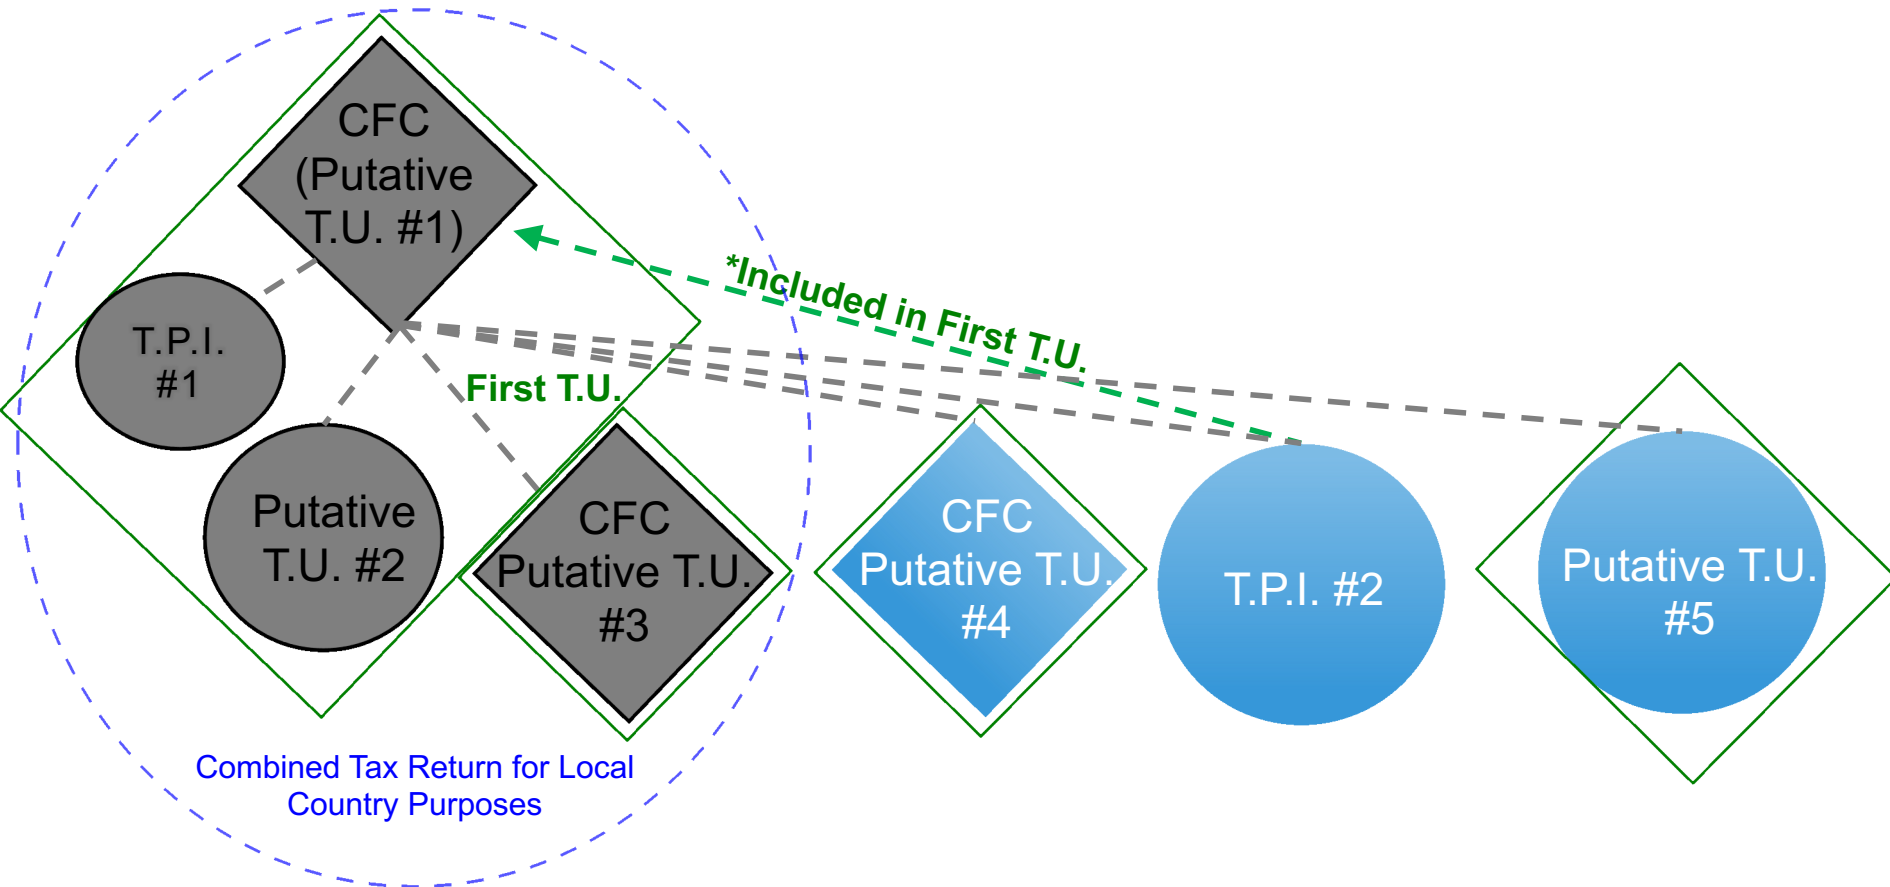 CFC
(Putative
T.U. #1)
*Included in First T.U.
T.P.I.
#1
First T.U.
Putative
T.U. #2
CFC
Putative T.U.
#3
CFC
Putative T.U.
#4
T.P.I. #2
Putative T.U.
#5
Combined Tax Return for Local
Country Purposes